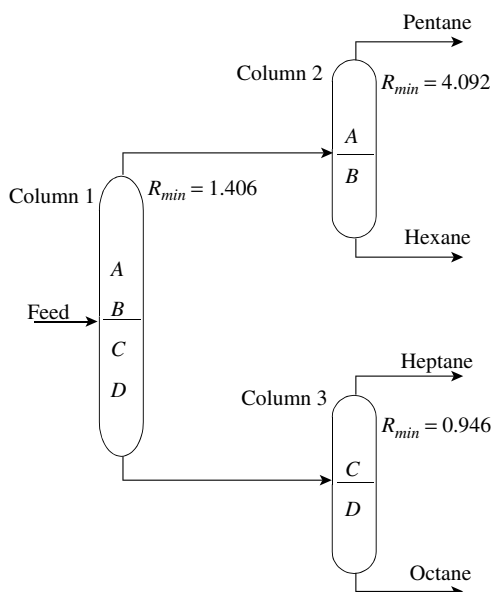 Pentane
Column 2
R_min = 4.092
A
B
Hexane
Column 1
R_min = 1.406
A
B
C
D
Feed
Heptane
Column 3
R_min = 0.946
C
D
Octane